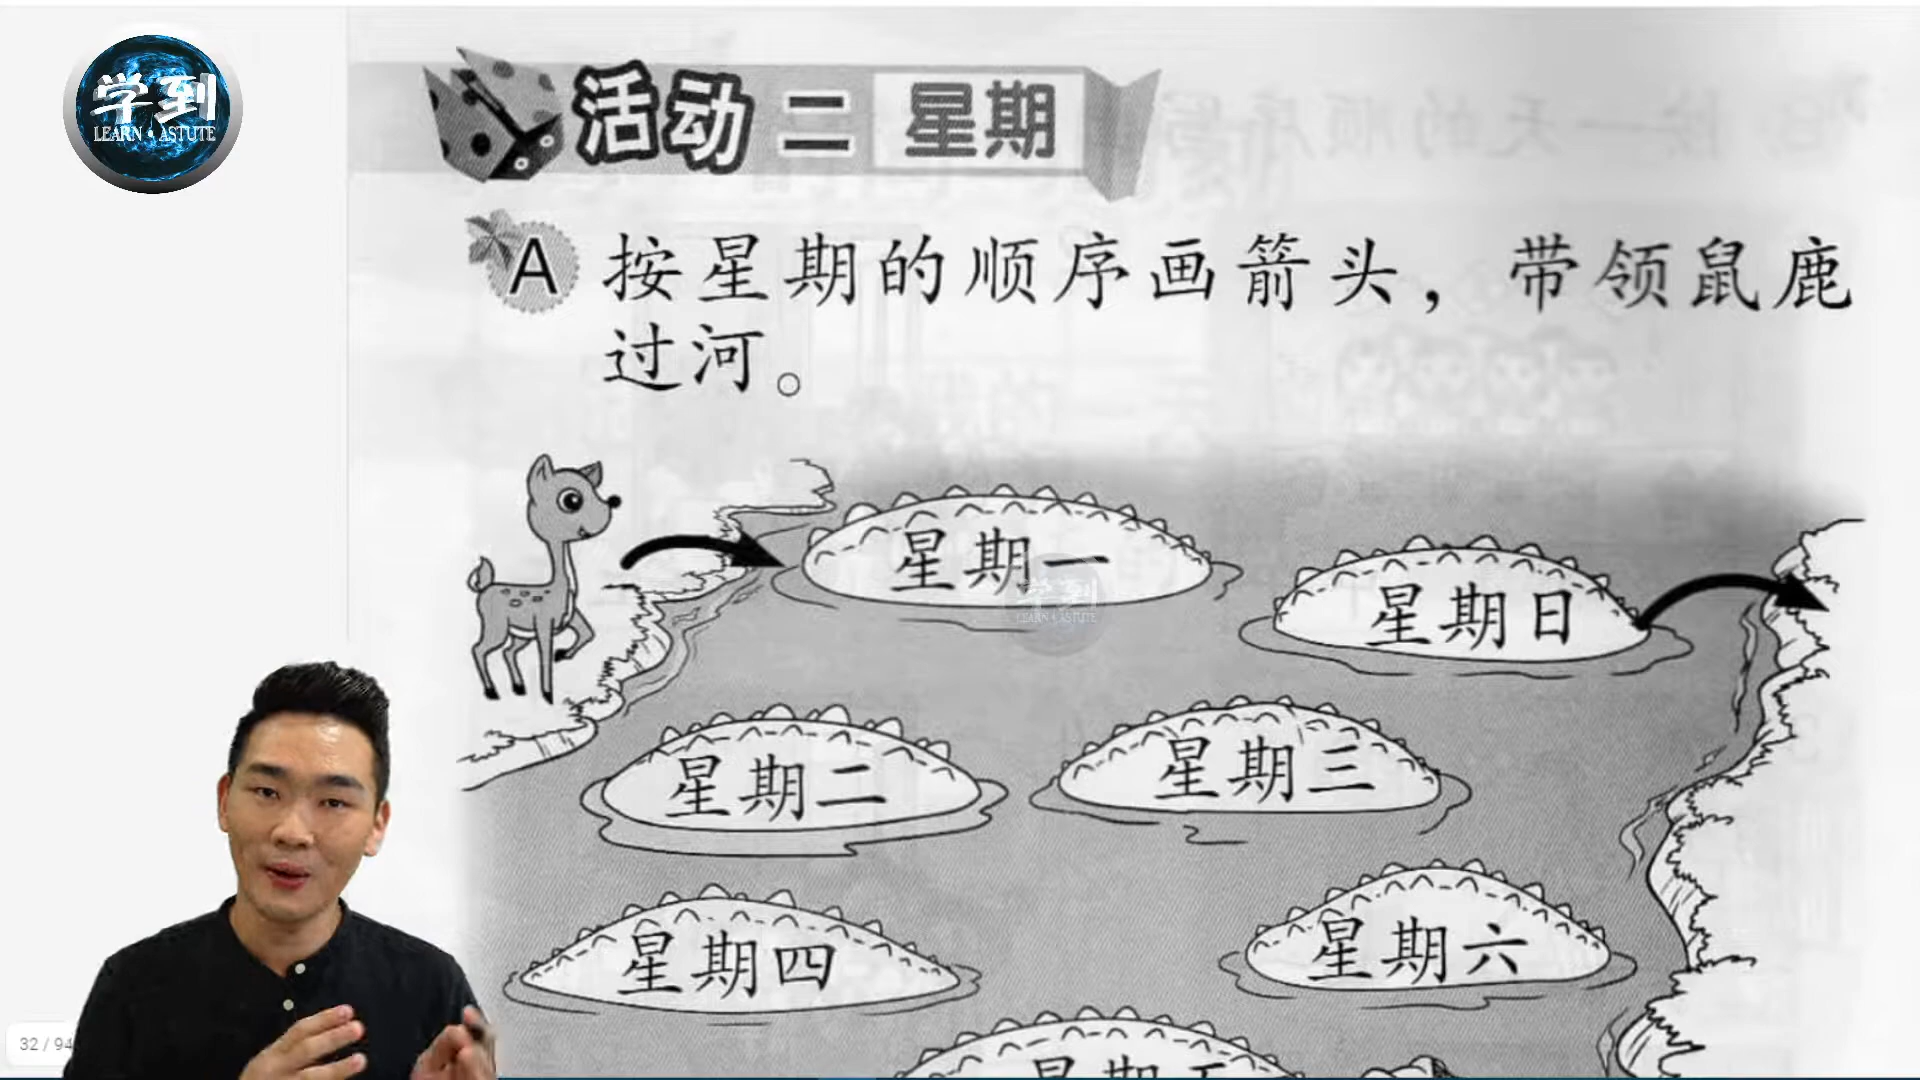 学到
LEARN ASTUTE
活动 二 星期
A 按星期的顺序画箭头，带领鼠鹿
过河。
星期一
星期日
星期二
星期三
星期四
星期六
星期
32 / 94